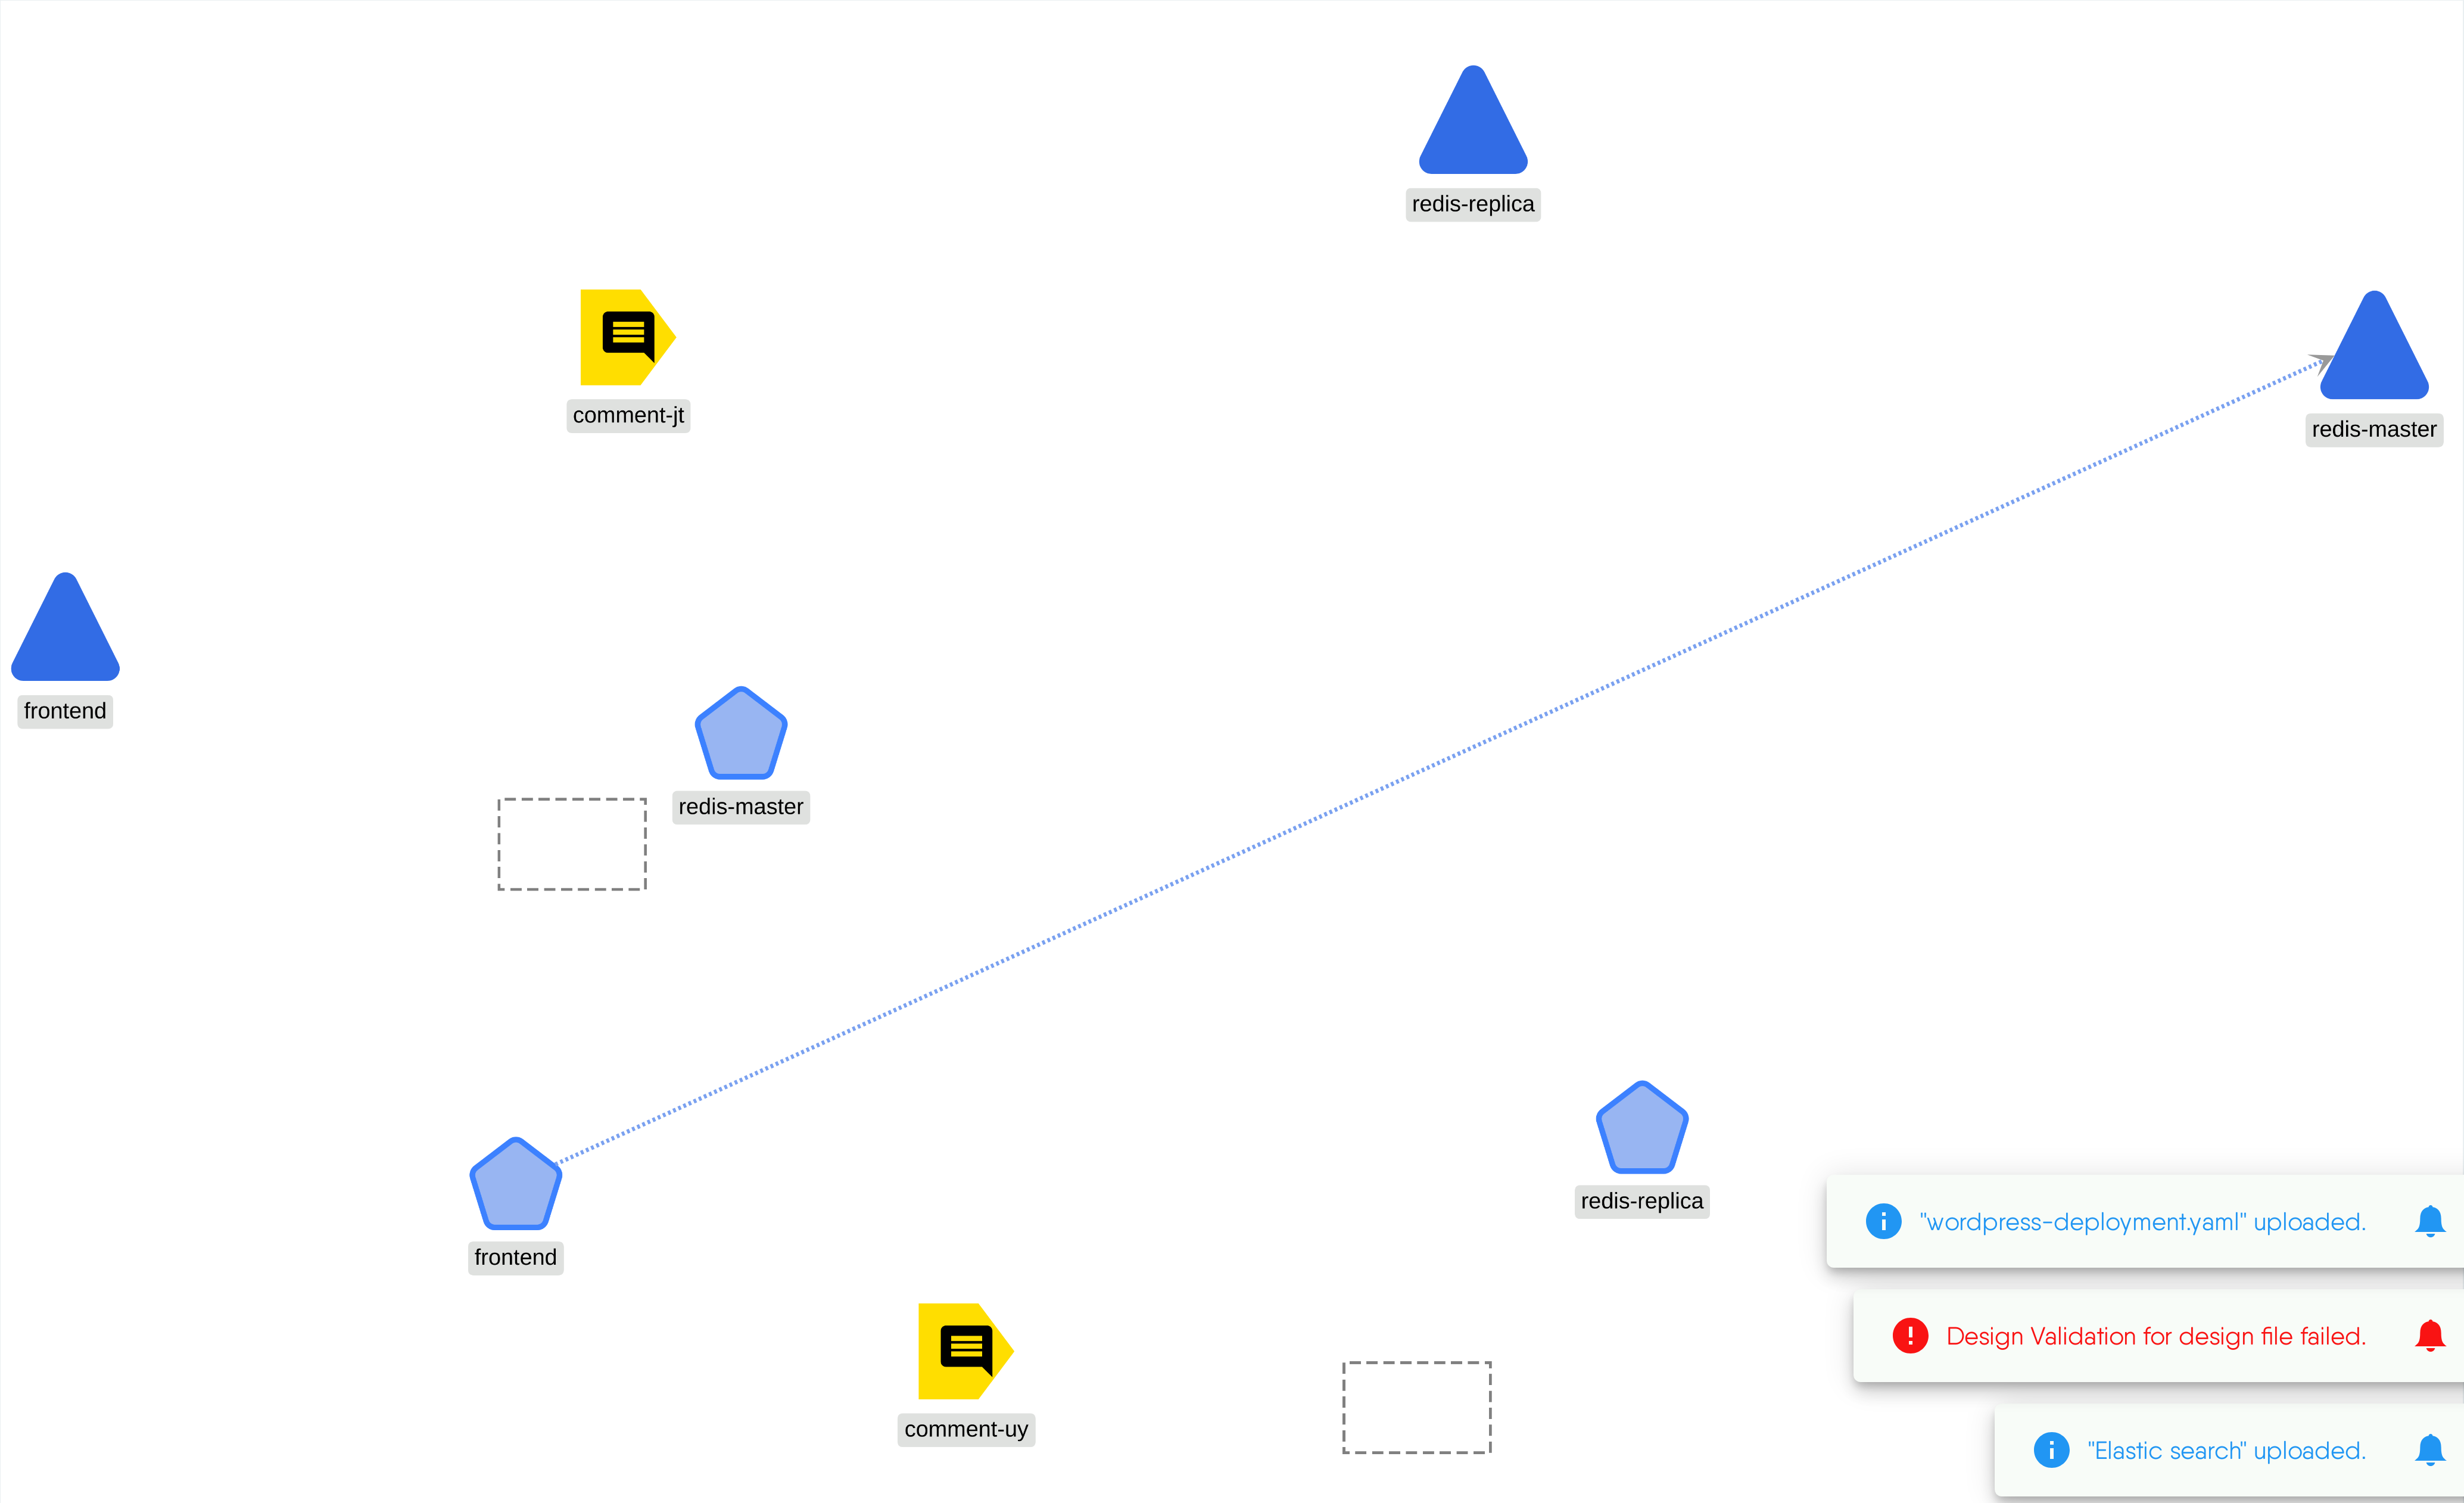 redis-replica
comment-jt
redis-master
frontend
redis-master
redis-replica
"wordpress-deployment.yaml" uploaded.
frontend
Design Validation for design file failed.
comment-uy
"Elastic search" uploaded.